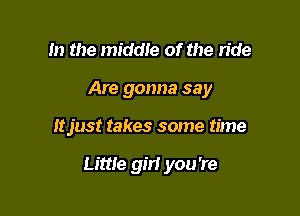 In the middle of the ride
Are gonna say
It just takes some time
Little girl you're